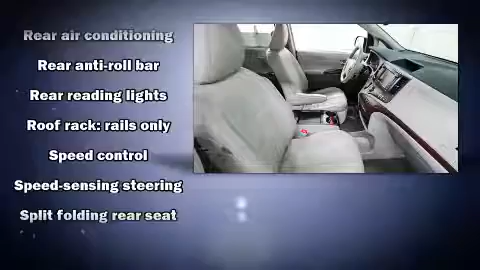 Rear air conditioning
Rear anti-roll bar
Rear reading lights
Roof rack: rails only
Speed control
Speed-sensing steering
Split folding rear seat